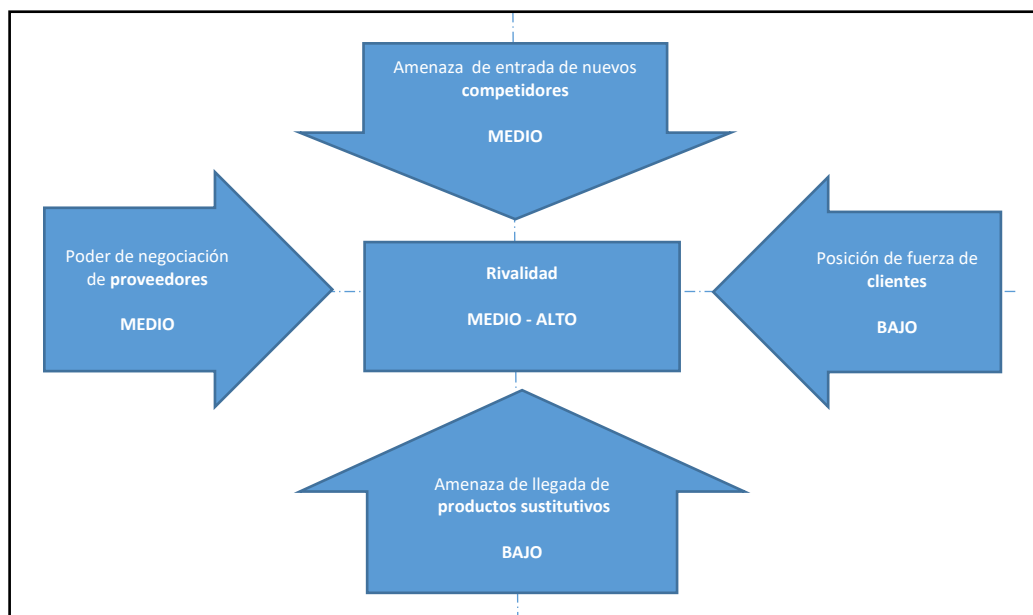 Amenaza de entrada de nuevos
competidores
MEDIO
Poder de negociación
de proveedores
MEDIO
Rivalidad
MEDIO - ALTO
Posición de fuerza de
clientes
BAJO
Amenaza de llegada de
productos sustitutivos
BAJO